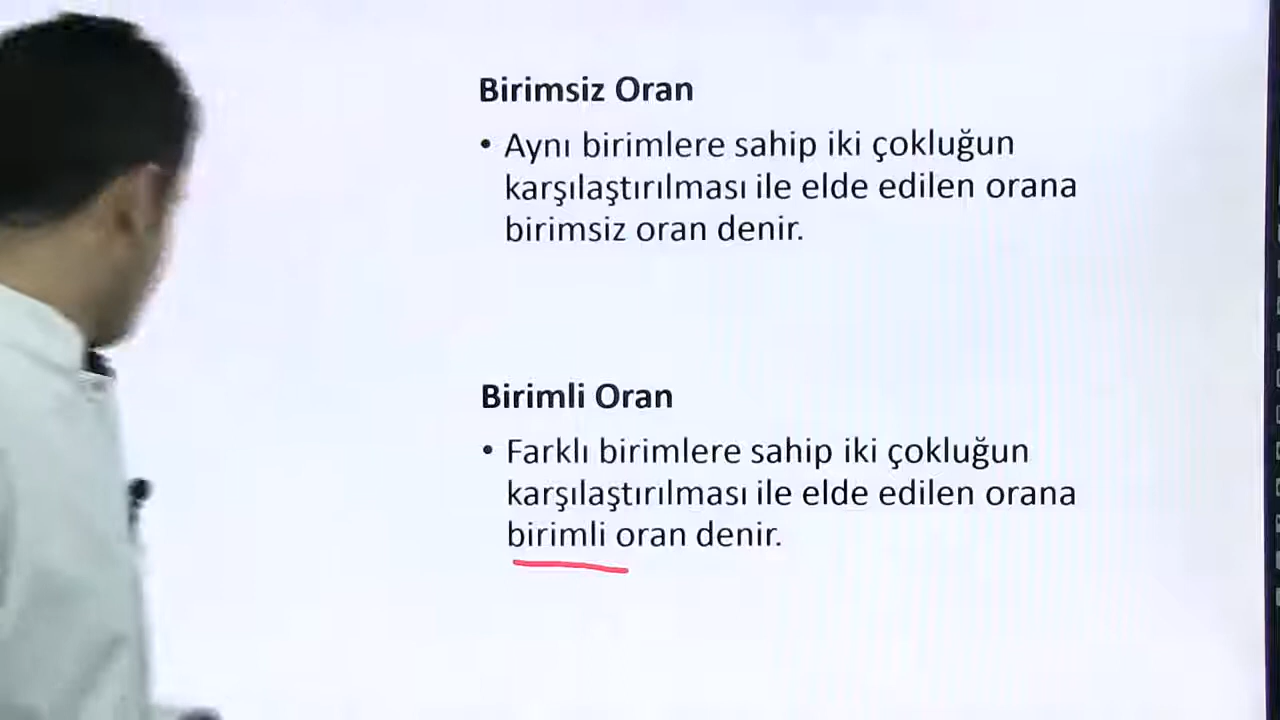 Birimsiz Oran
• Aynı birimlere sahip iki çokluğun
karşılaştırılması ile elde edilen orana
birimsiz oran denir.
Birimli Oran
• Farklı birimlere sahip iki çokluğun
karşılaştırılması ile elde edilen orana
birimli oran denir.